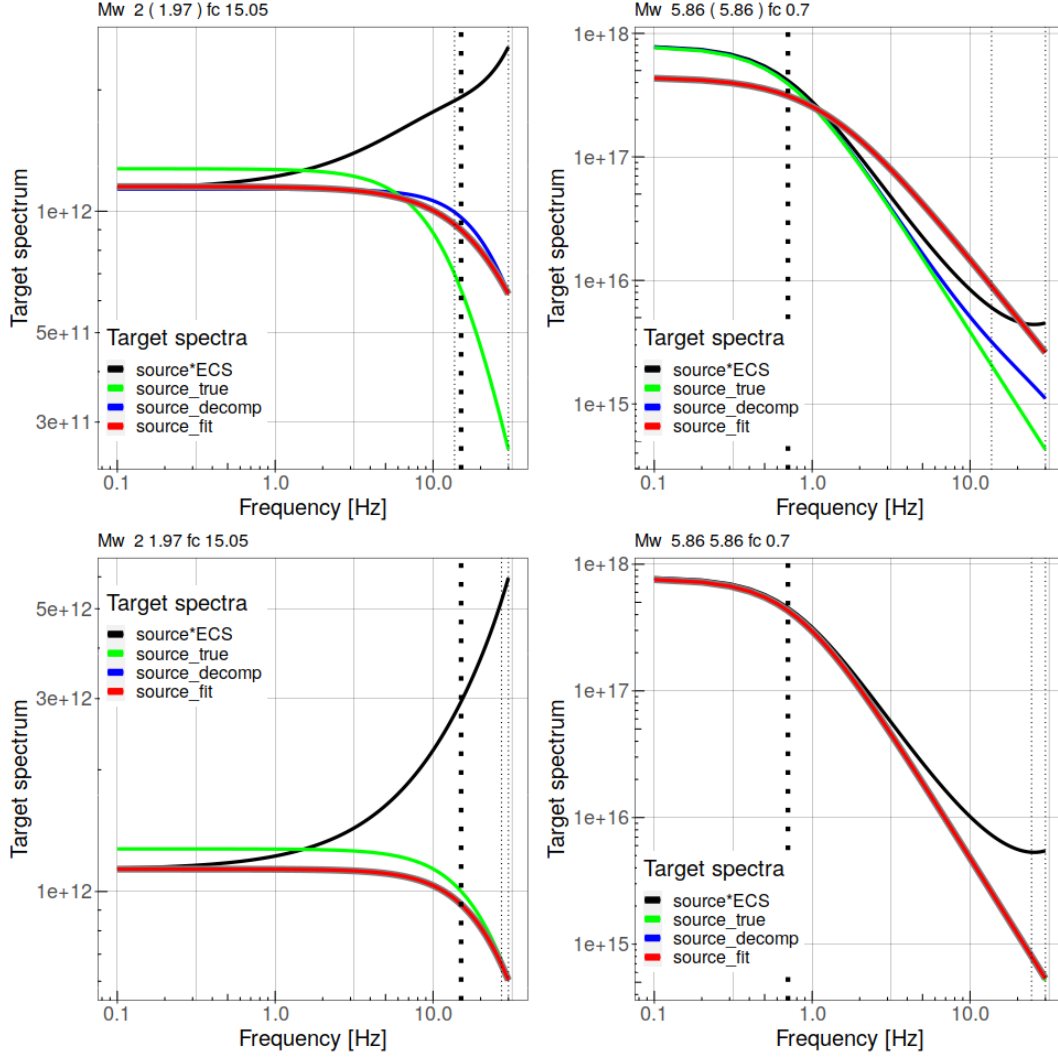 Mw 2 ( 1.97 ) fc 15.05
Target spectrum
1e+12
5e+11
3e+11
Target spectra
source*ECS
source_true
source_decomp
source_fit
0.1
1.0
10.0
Frequency [Hz]
Mw 5.86 ( 5.86 ) fc 0.7
Target spectrum
1e+18
1e+17
1e+16
1e+15
Target spectra
source*ECS
source_true
source_decomp
source_fit
0.1
1.0
10.0
Frequency [Hz]
Mw 2 1.97 fc 15.05
Target spectrum
5e+12
3e+12
1e+12
Target spectra
source*ECS
source_true
source_decomp
source_fit
0.1
1.0
10.0
Frequency [Hz]
Mw 5.86 5.86 fc 0.7
Target spectrum
1e+18
1e+17
1e+16
1e+15
Target spectra
source*ECS
source_true
source_decomp
source_fit
0.1
1.0
10.0
Frequency [Hz]